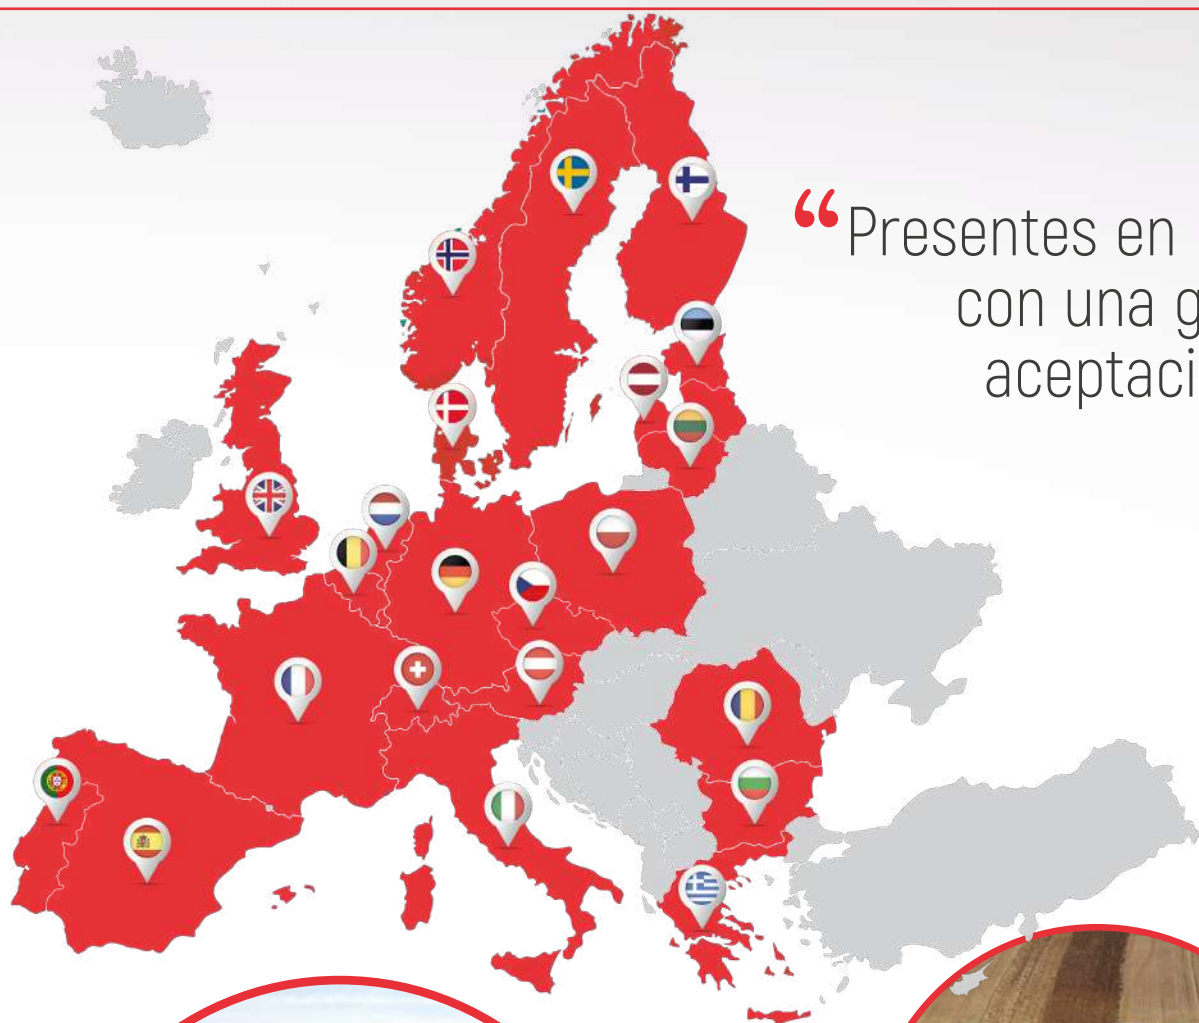 “Presentes en
con una g
aceptaci